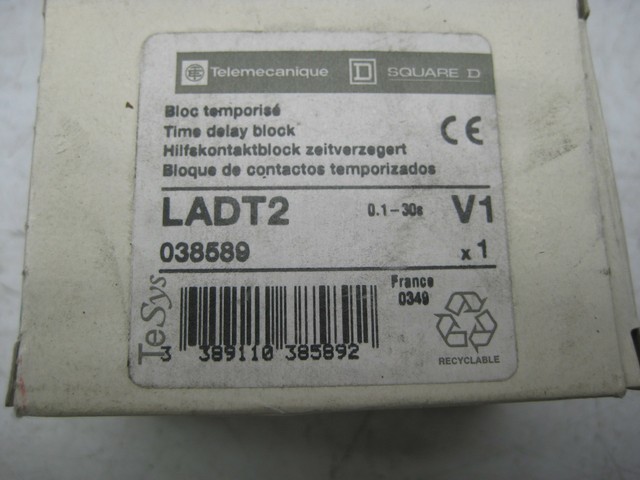 Telemecanique SQUARE D
Bloc temporisé
Time delay block
Hilfskontaktblock zeitverzegert
Bloque de contactos temporizados
CE
LADT2 0.1-30s V1
038589 x1
TeSys
France
0349
3 389110 385892
RECYCLABLE